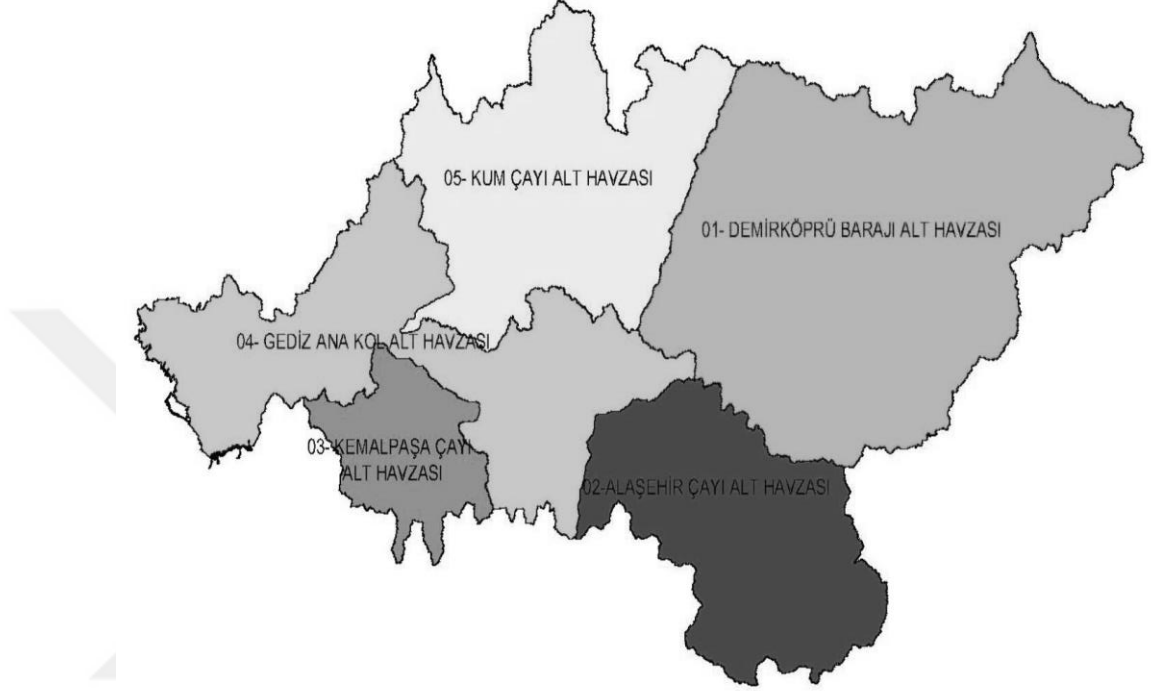 05- KUM ÇAYI ALT HAVZASI
01- DEMİRKÖPRÜ BARAJI ALT HAVZASI
04- GEDİZ ANA KOL ALT HAVZASI
03- KEMALPAŞA ÇAYI
ALT HAVZASI
02-ALAŞEHİR ÇAYI ALT HAVZASI